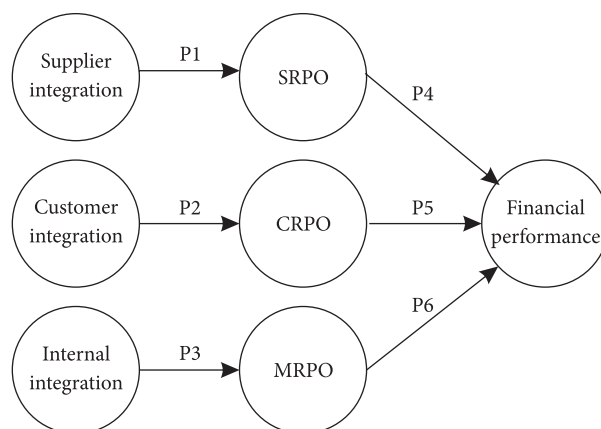 Supplier
integration
P1
SRPO
P4
Customer
integration
P2
CRPO
P5
Financial
performance
Internal
integration
P3
MRPO
P6